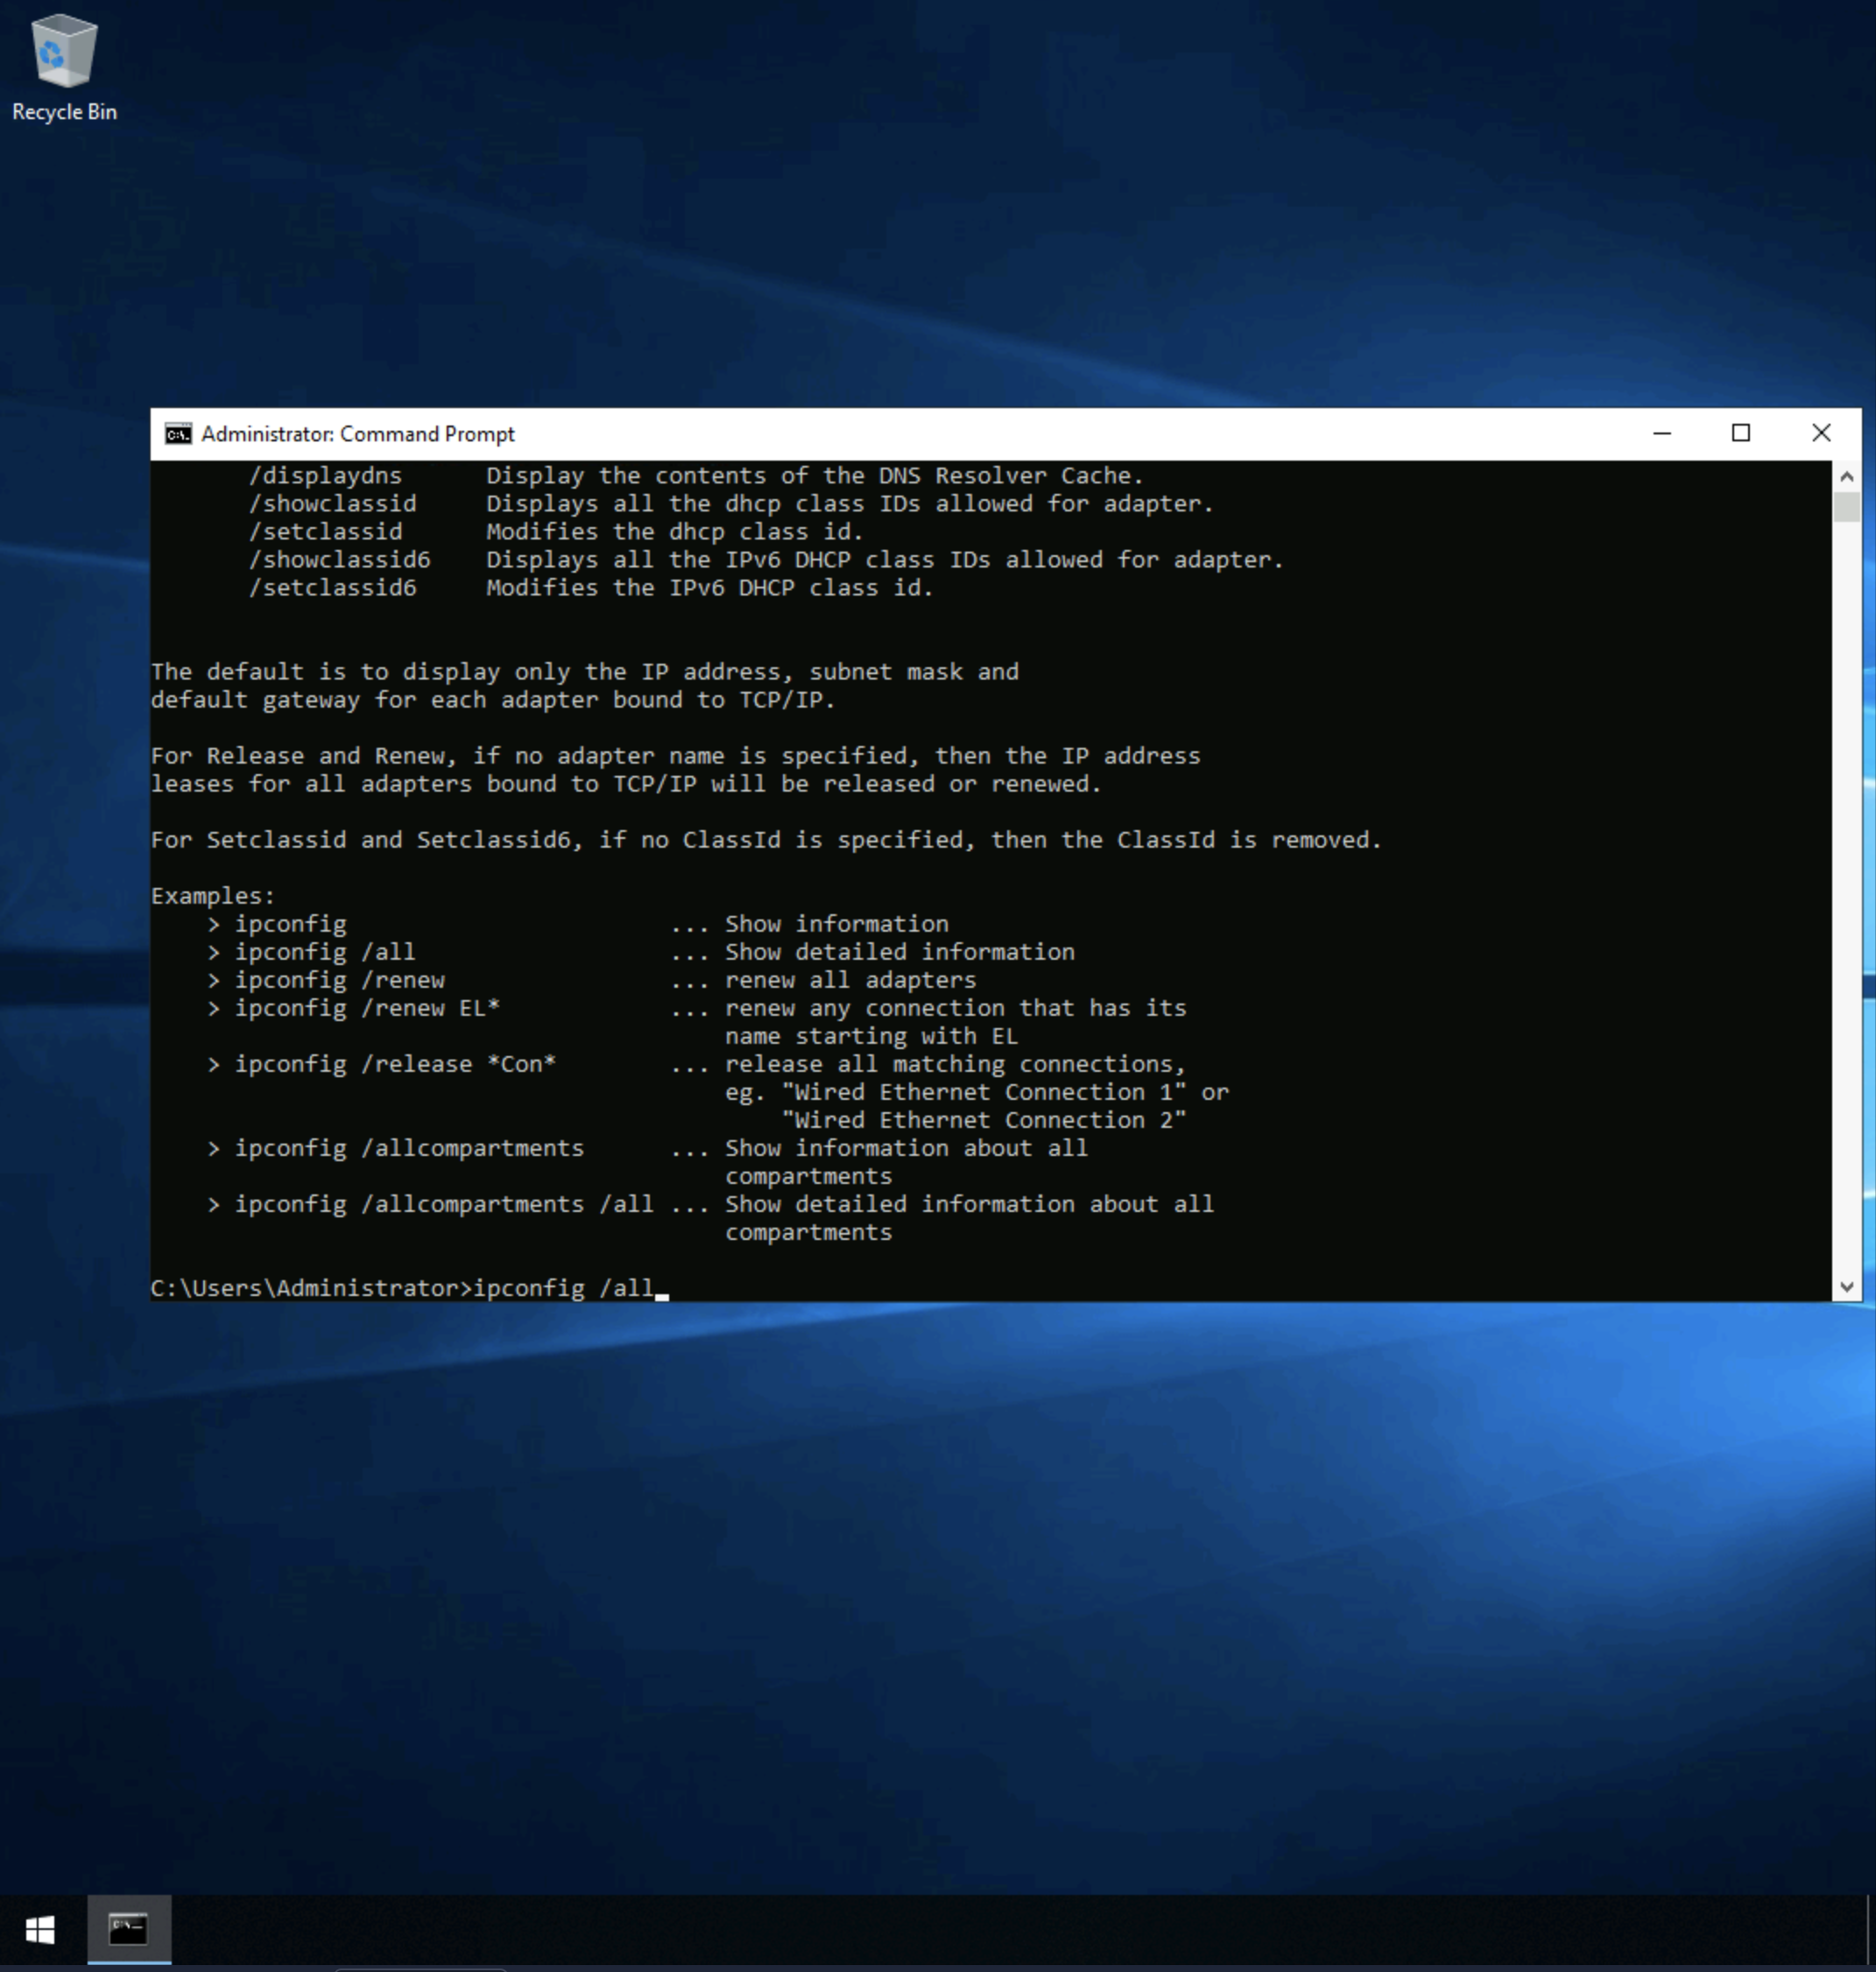 Recycle Bin
Administrator: Command Prompt
/displaydns      Display the contents of the DNS Resolver Cache.
/showclassid     Displays all the dhcp class IDs allowed for adapter.
/setclassid      Modifies the dhcp class id.
/showclassid6    Displays all the IPv6 DHCP class IDs allowed for adapter.
/setclassid6     Modifies the IPv6 DHCP class id.
The default is to display only the IP address, subnet mask and
default gateway for each adapter bound to TCP/IP.
For Release and Renew, if no adapter name is specified, then the IP address
leases for all adapters bound to TCP/IP will be released or renewed.
For Setclassid and Setclassid6, if no ClassId is specified, then the ClassId is removed.
Examples:
> ipconfig                       ... Show information
> ipconfig /all                  ... Show detailed information
> ipconfig /renew                ... renew all adapters
> ipconfig /renew EL*            ... renew any connection that has its
name starting with EL
> ipconfig /release *Con*        ... release all matching connections,
eg. "Wired Ethernet Connection 1" or
"Wired Ethernet Connection 2"
> ipconfig /allcompartments      ... Show information about all
compartments
> ipconfig /allcompartments /all ... Show detailed information about all
compartments
C:\Users\Administrator>ipconfig /all